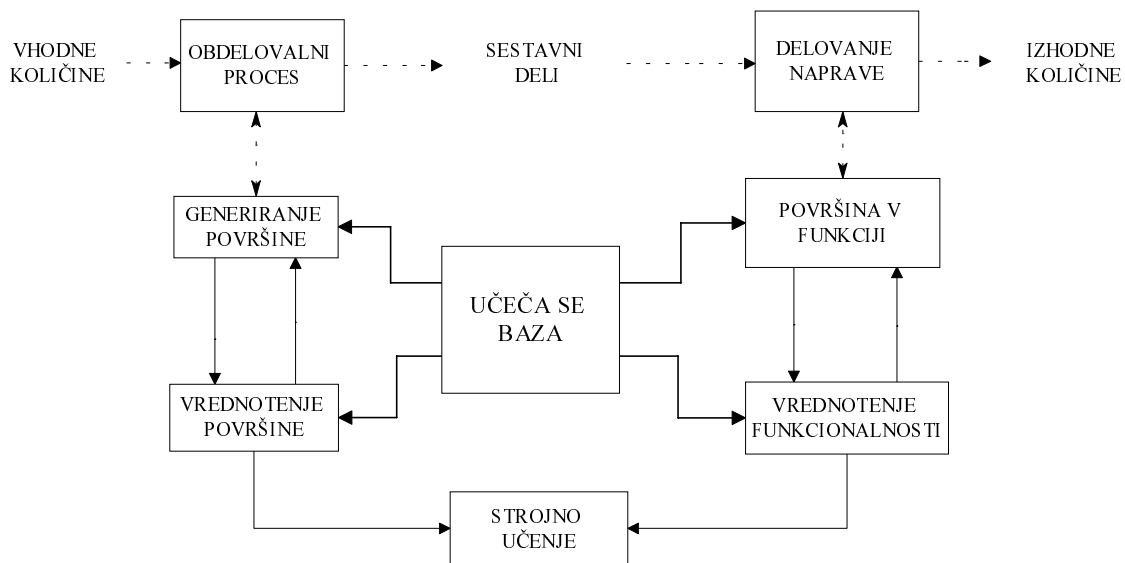 VHODNE
KOLIČINE
OBDELOVALNI
PROCES
SESTAVNI
DELI
DELOVANJE
NAPRAVE
IZHODNE
KOLIČINE
GENERIRANJE
POVRŠINE
POVRŠINA V
FUNKCIJI
UČEČA SE
BAZA
VREDNOTENJE
POVRŠINE
VREDNOTENJE
FUNKCIONALNOSTI
STROJNO
UČENJE